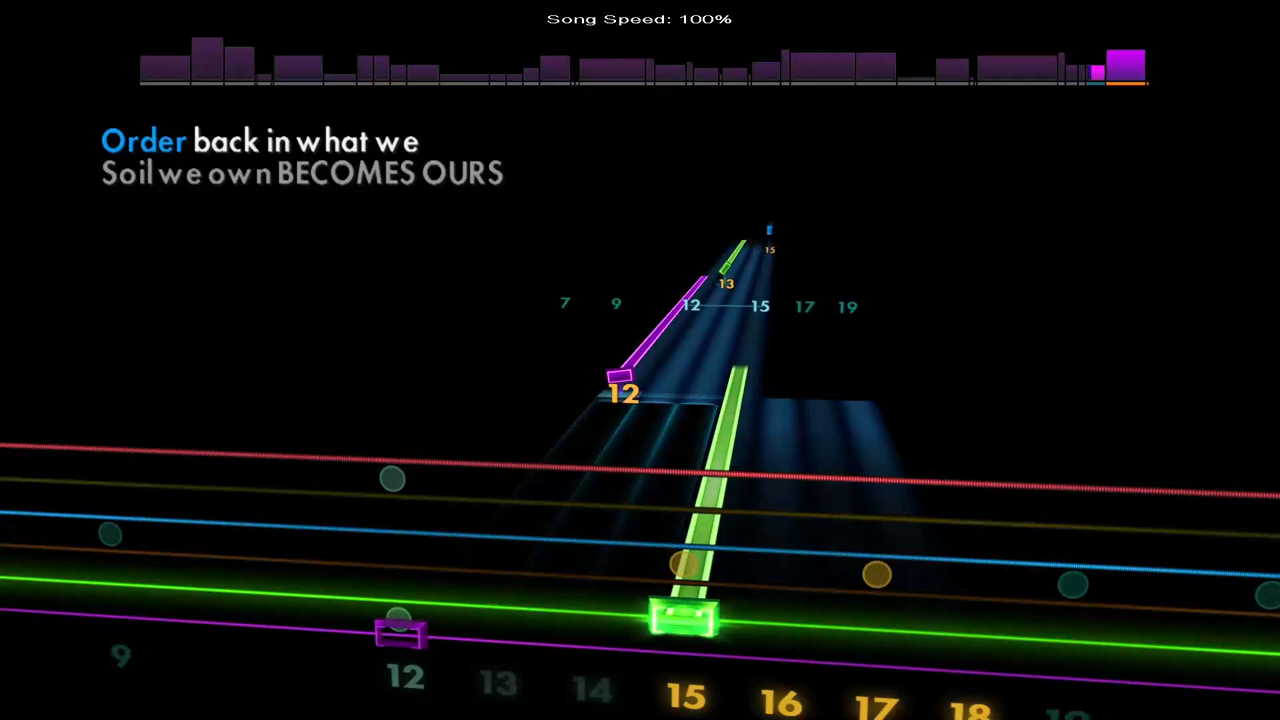 Song Speed: 100%
Order back in what we
Soil we own BECOMES OURS
15
13
7 9 12 15 17 19
12
9 12 13 14 15 16 17 18 19